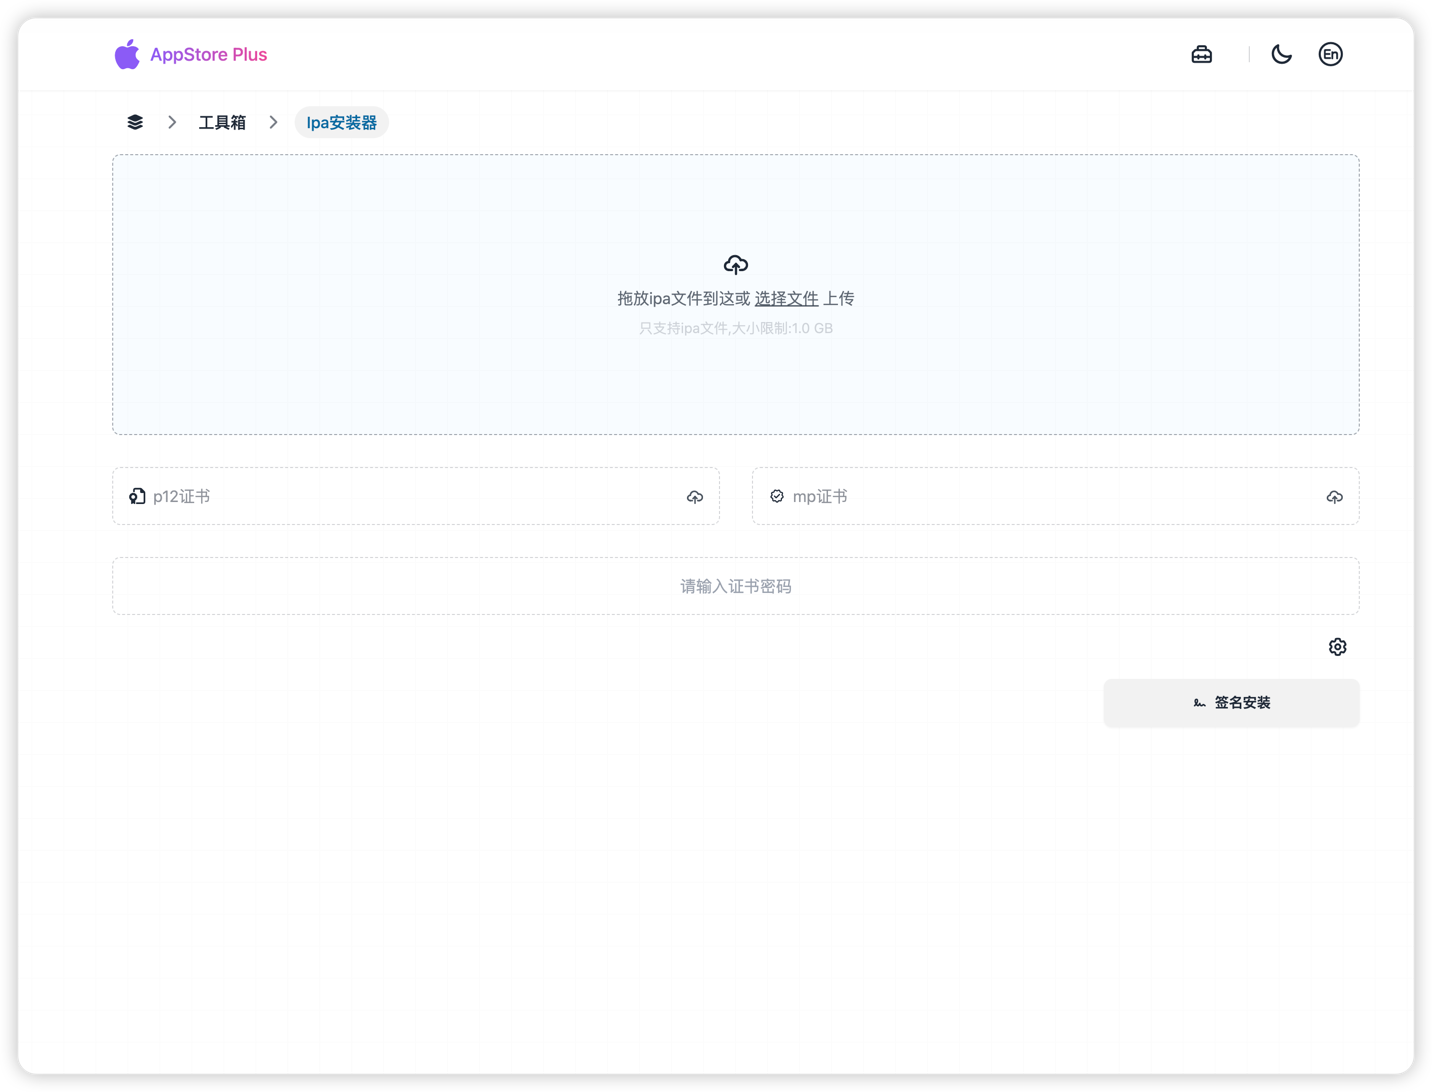 AppStore Plus
En
工具箱
Ipa安装器
拖放ipa文件到这或 选择文件 上传
只支持ipa文件,大小限制:1.0 GB
p12证书
mp证书
请输入证书密码
签名安装